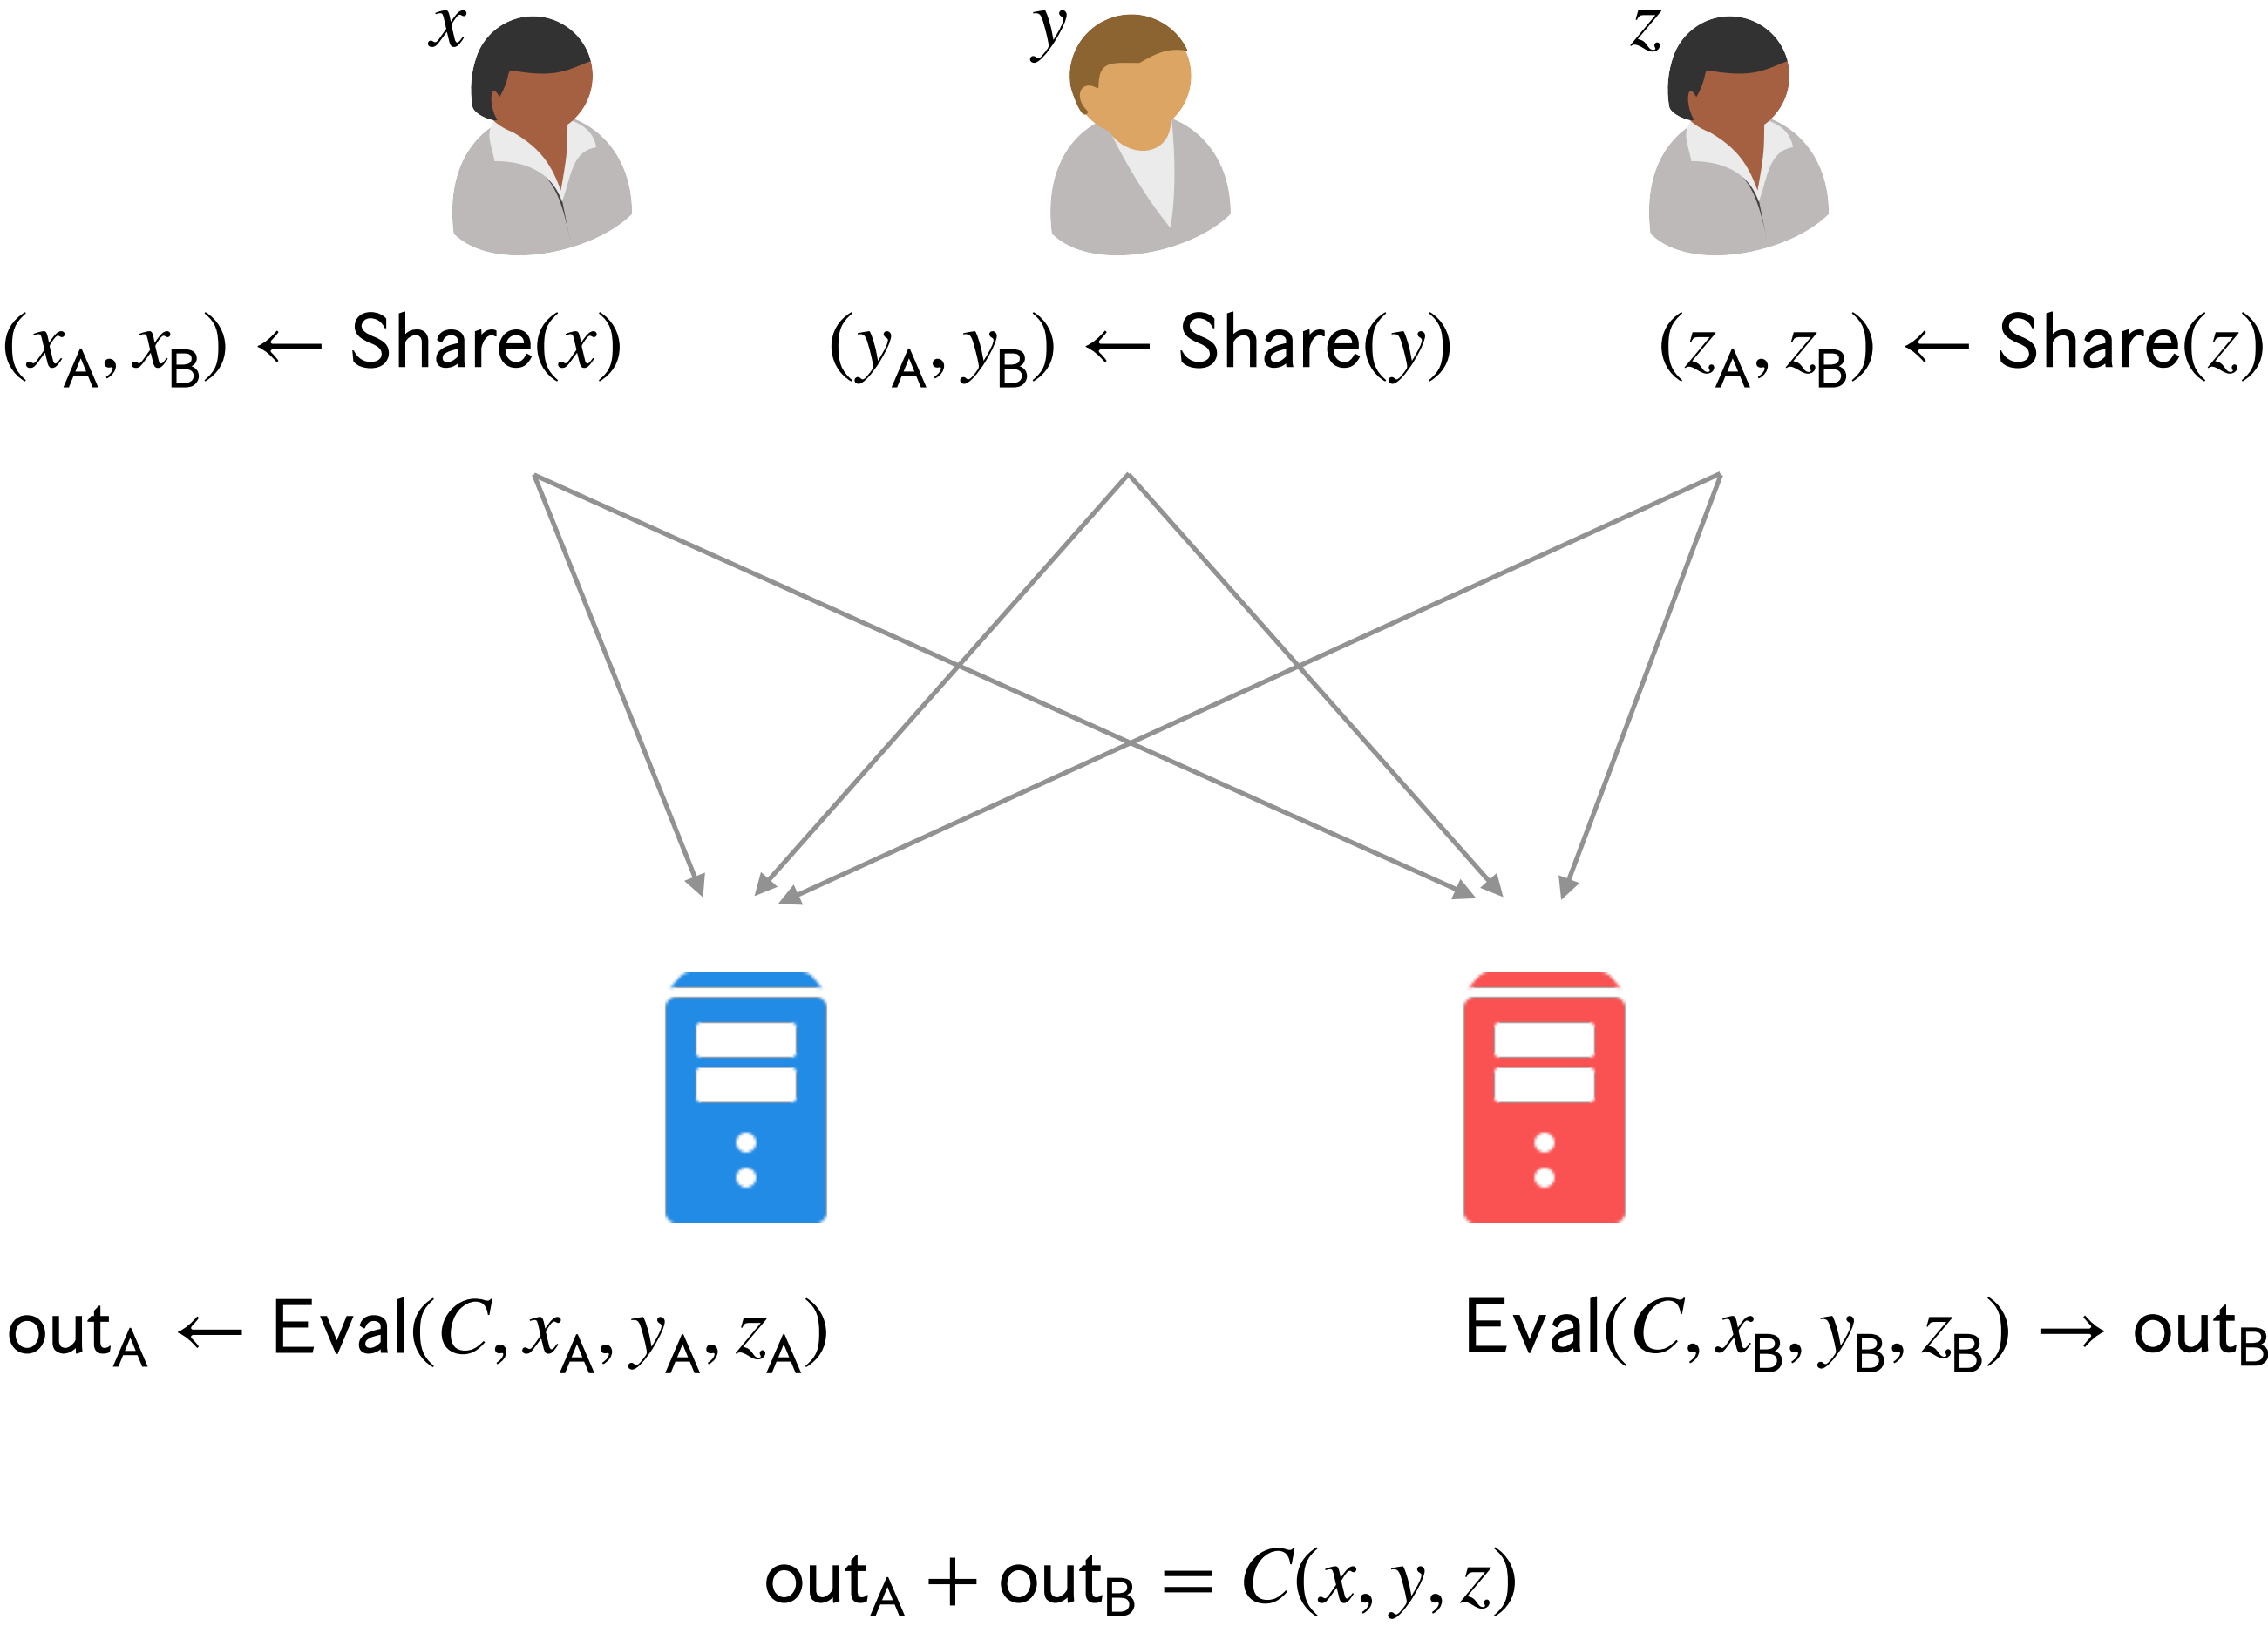 x y z
(x_A, x_B) ← Share(x) (y_A, y_B) ← Share(y) (z_A, z_B) ← Share(z)
out_A ← Eval(C, x_A, y_A, z_A) Eval(C, x_B, y_B, z_B) → out_B
out_A + out_B = C(x, y, z)